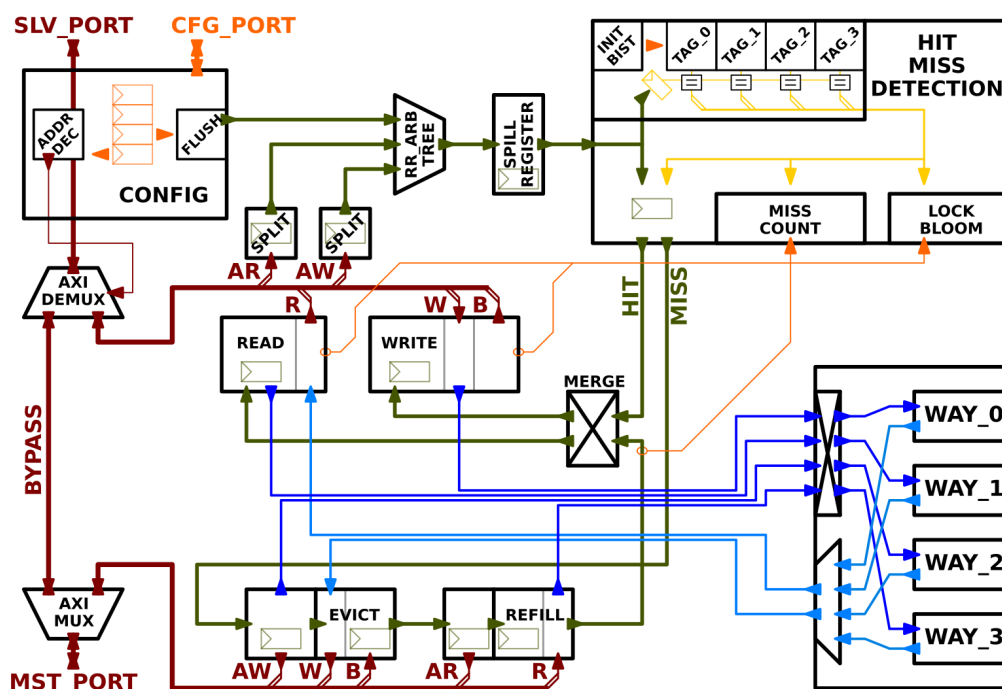 SLV_PORT
CFG_PORT
ADDR
DEC
FLUSH
CONFIG
RR_ARB
TREE
SPILL
REGISTER
INIT
BIST
TAG_0
TAG_1
TAG_2
TAG_3
HIT
MISS
DETECTION
SPLIT
SPLIT
MISS
COUNT
LOCK
BLOOM
AR
AW
AXI
DEMUX
R
W
B
HIT
MISS
READ
WRITE
MERGE
BYPASS
WAY_0
WAY_1
WAY_2
WAY_3
AXI
MUX
EVICT
REFILL
AW
W
B
AR
R
MST_PORT